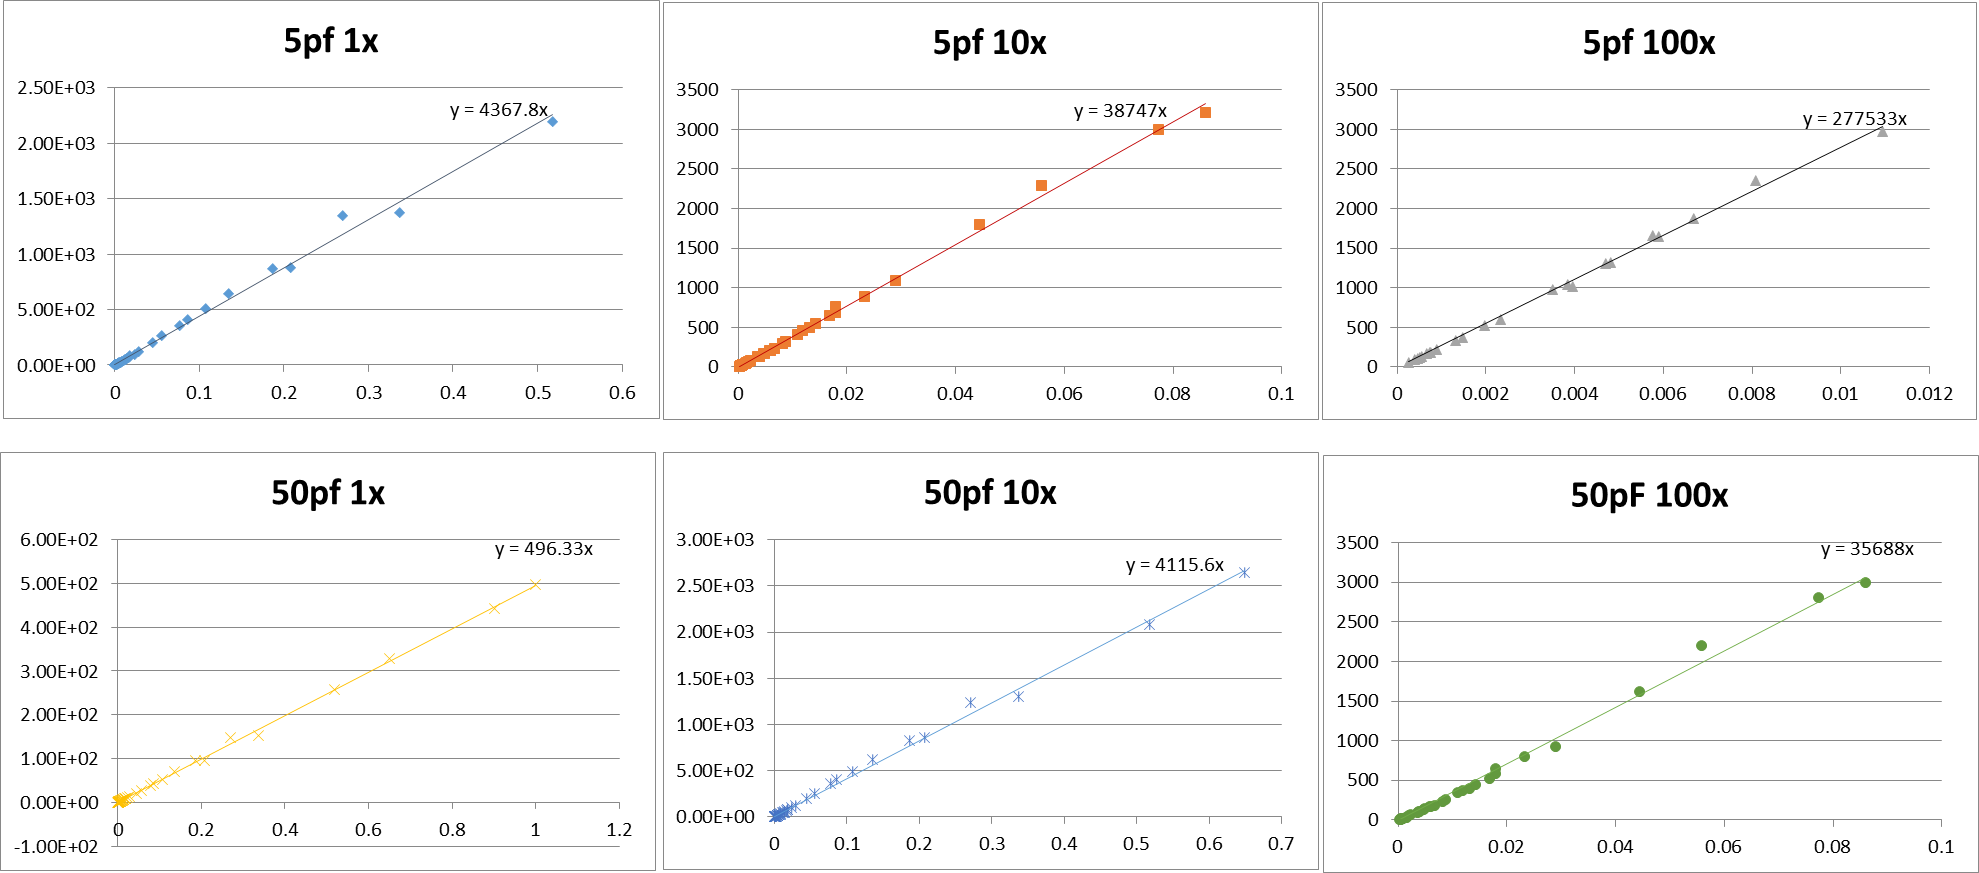 5pf 1x
2.50E+03
2.00E+03
1.50E+03
1.00E+03
5.00E+02
0.00E+00
y = 4367.8x
0 0.1 0.2 0.3 0.4 0.5 0.6
5pf 10x
3500
3000
2500
2000
1500
1000
500
0
y = 38747x
0 0.02 0.04 0.06 0.08 0.1
5pf 100x
3500
3000
2500
2000
1500
1000
500
0
y = 277533x
0 0.002 0.004 0.006 0.008 0.01 0.012
50pf 1x
6.00E+02
5.00E+02
4.00E+02
3.00E+02
2.00E+02
1.00E+02
0.00E+00
-1.00E+02
y = 496.33x
0 0.2 0.4 0.6 0.8 1 1.2
50pf 10x
3.00E+03
2.50E+03
2.00E+03
1.50E+03
1.00E+03
5.00E+02
0.00E+00
y = 4115.6x
0 0.1 0.2 0.3 0.4 0.5 0.6 0.7
50pF 100x
3500
3000
2500
2000
1500
1000
500
0
y = 35688x
0 0.02 0.04 0.06 0.08 0.1